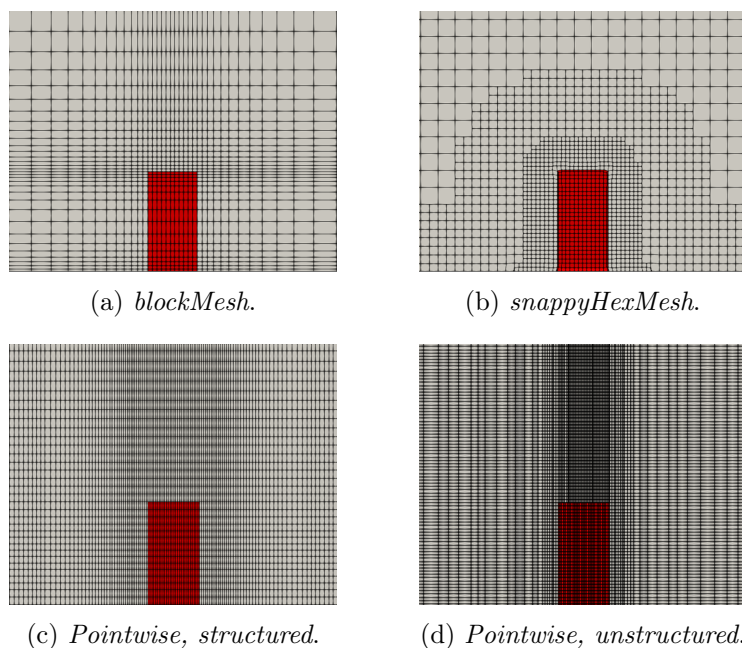 (a) blockMesh.
(b) snappyHexMesh.
(c) Pointwise, structured.
(d) Pointwise, unstructured.